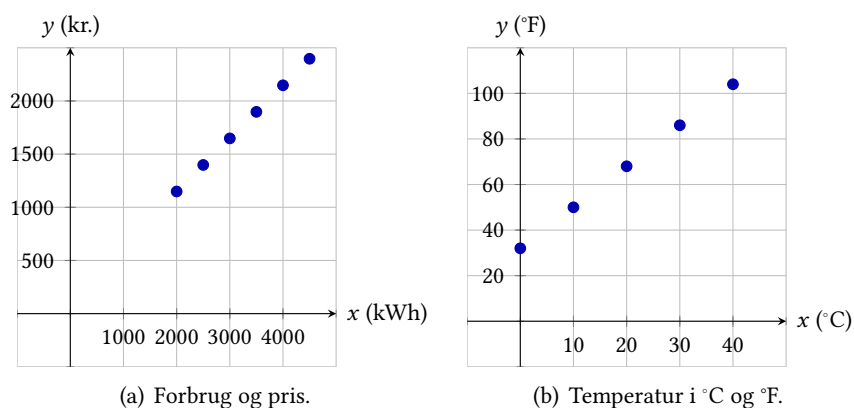 y (kr.)
2000
1500
1000
500
x (kWh)
1000 2000 3000 4000
(a) Forbrug og pris.
y (°F)
100
80
60
40
20
x (°C)
10 20 30 40
(b) Temperatur i °C og °F.